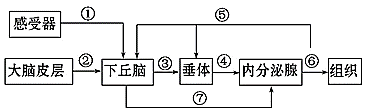 感受器 ① ⑤
大脑皮层 ② 下丘脑 ③ 垂体 ④ 内分泌腺 ⑥ 组织
⑦